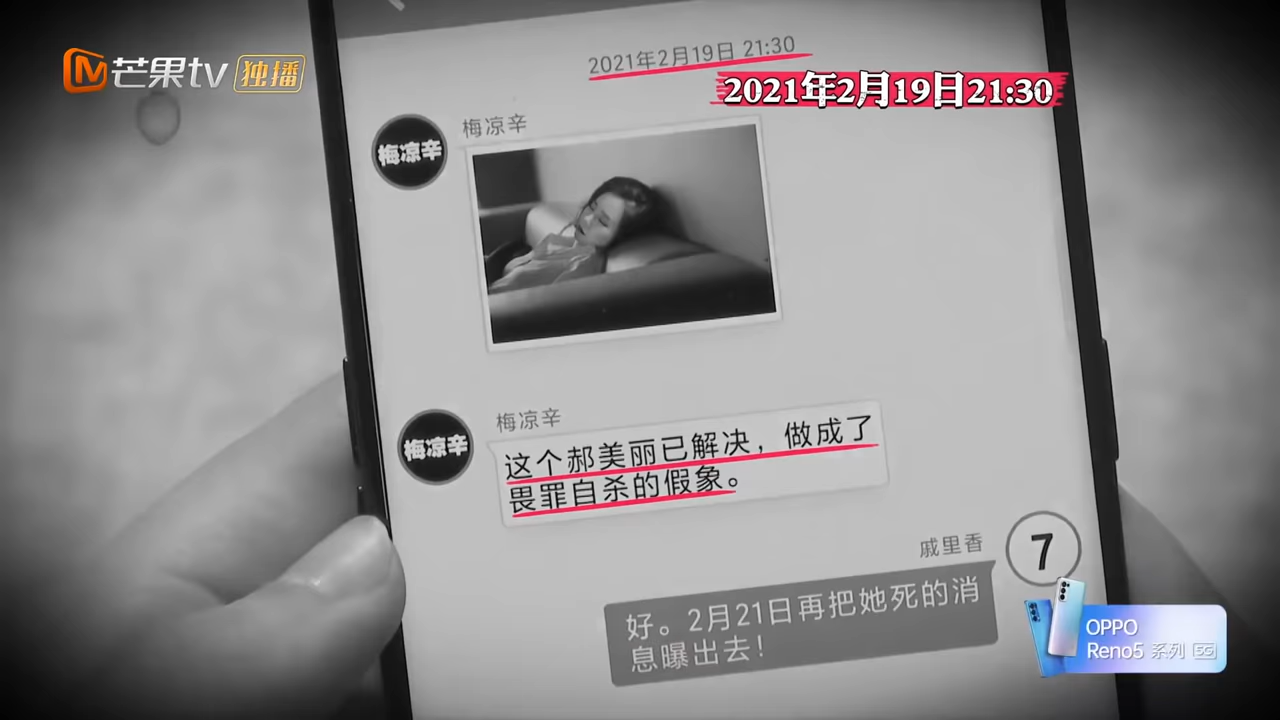 芒果tv 独播
2021年2月19日 21:30
2021年2月19日21:30
梅凉辛
梅凉辛
梅凉辛
梅凉辛
这个郝美丽已解决，做成了
畏罪自杀的假象。
戚里香
7
好。2月21日再把她死的消
息曝出去！
OPPO
Reno5 系列 5G